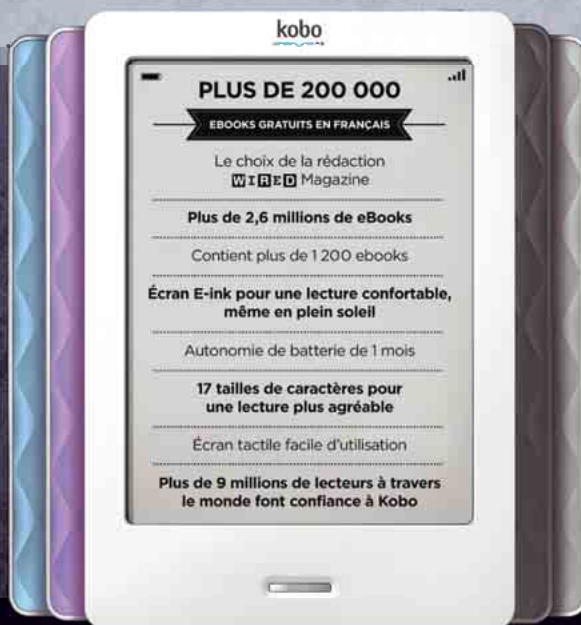 kobo
PLUS DE 200 000
EBOOKS GRATUITS EN FRANÇAIS
Le choix de la rédaction
WIRED Magazine
Plus de 2,6 millions de eBooks
Contient plus de 1 200 ebooks
Écran E-ink pour une lecture confortable,
même en plein soleil
Autonomie de batterie de 1 mois
17 tailles de caractères pour
une lecture plus agréable
Écran tactile facile d'utilisation
Plus de 9 millions de lecteurs à travers
le monde font confiance à Kobo